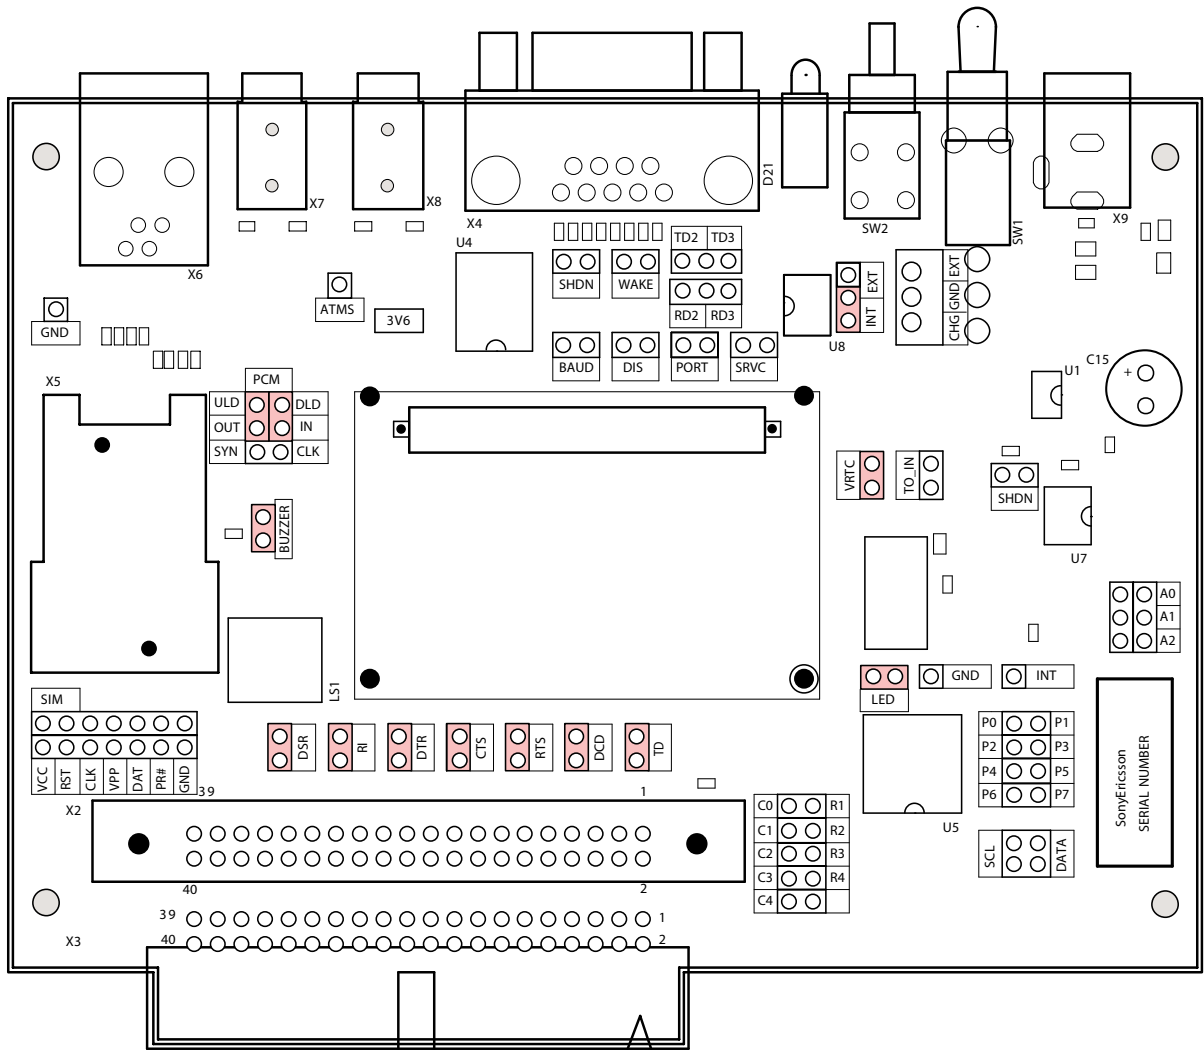 D21
X7
X8
X4
SW2
SW1
X9
X6
U4
TD2 TD3
SHDN
WAKE
EXT
INT
EXT
GND
CHG
ATMS
GND
3V6
RD2 RD3
U8
BAUD
DIS
PORT
SRVC
C15
+
U1
X5
PCM
ULD
DLD
OUT
IN
SYN
CLK
VRTC
TO_IN
SHDN
BUZZER
U7
A0
A1
A2
LS1
LED
GND
INT
SIM
VCC
RST
CLK
VPP
DAT
PR#
GND
DSR
RI
DTR
CTS
RTS
DCD
TD
P0
P1
P2
P3
P4
P5
P6
P7
U5
SonyEricsson
SERIAL NUMBER
X2
39
1
C0
R1
C1
R2
C2
R3
C3
R4
C4
SCL
DATA
40
2
39
1
X3
40
2